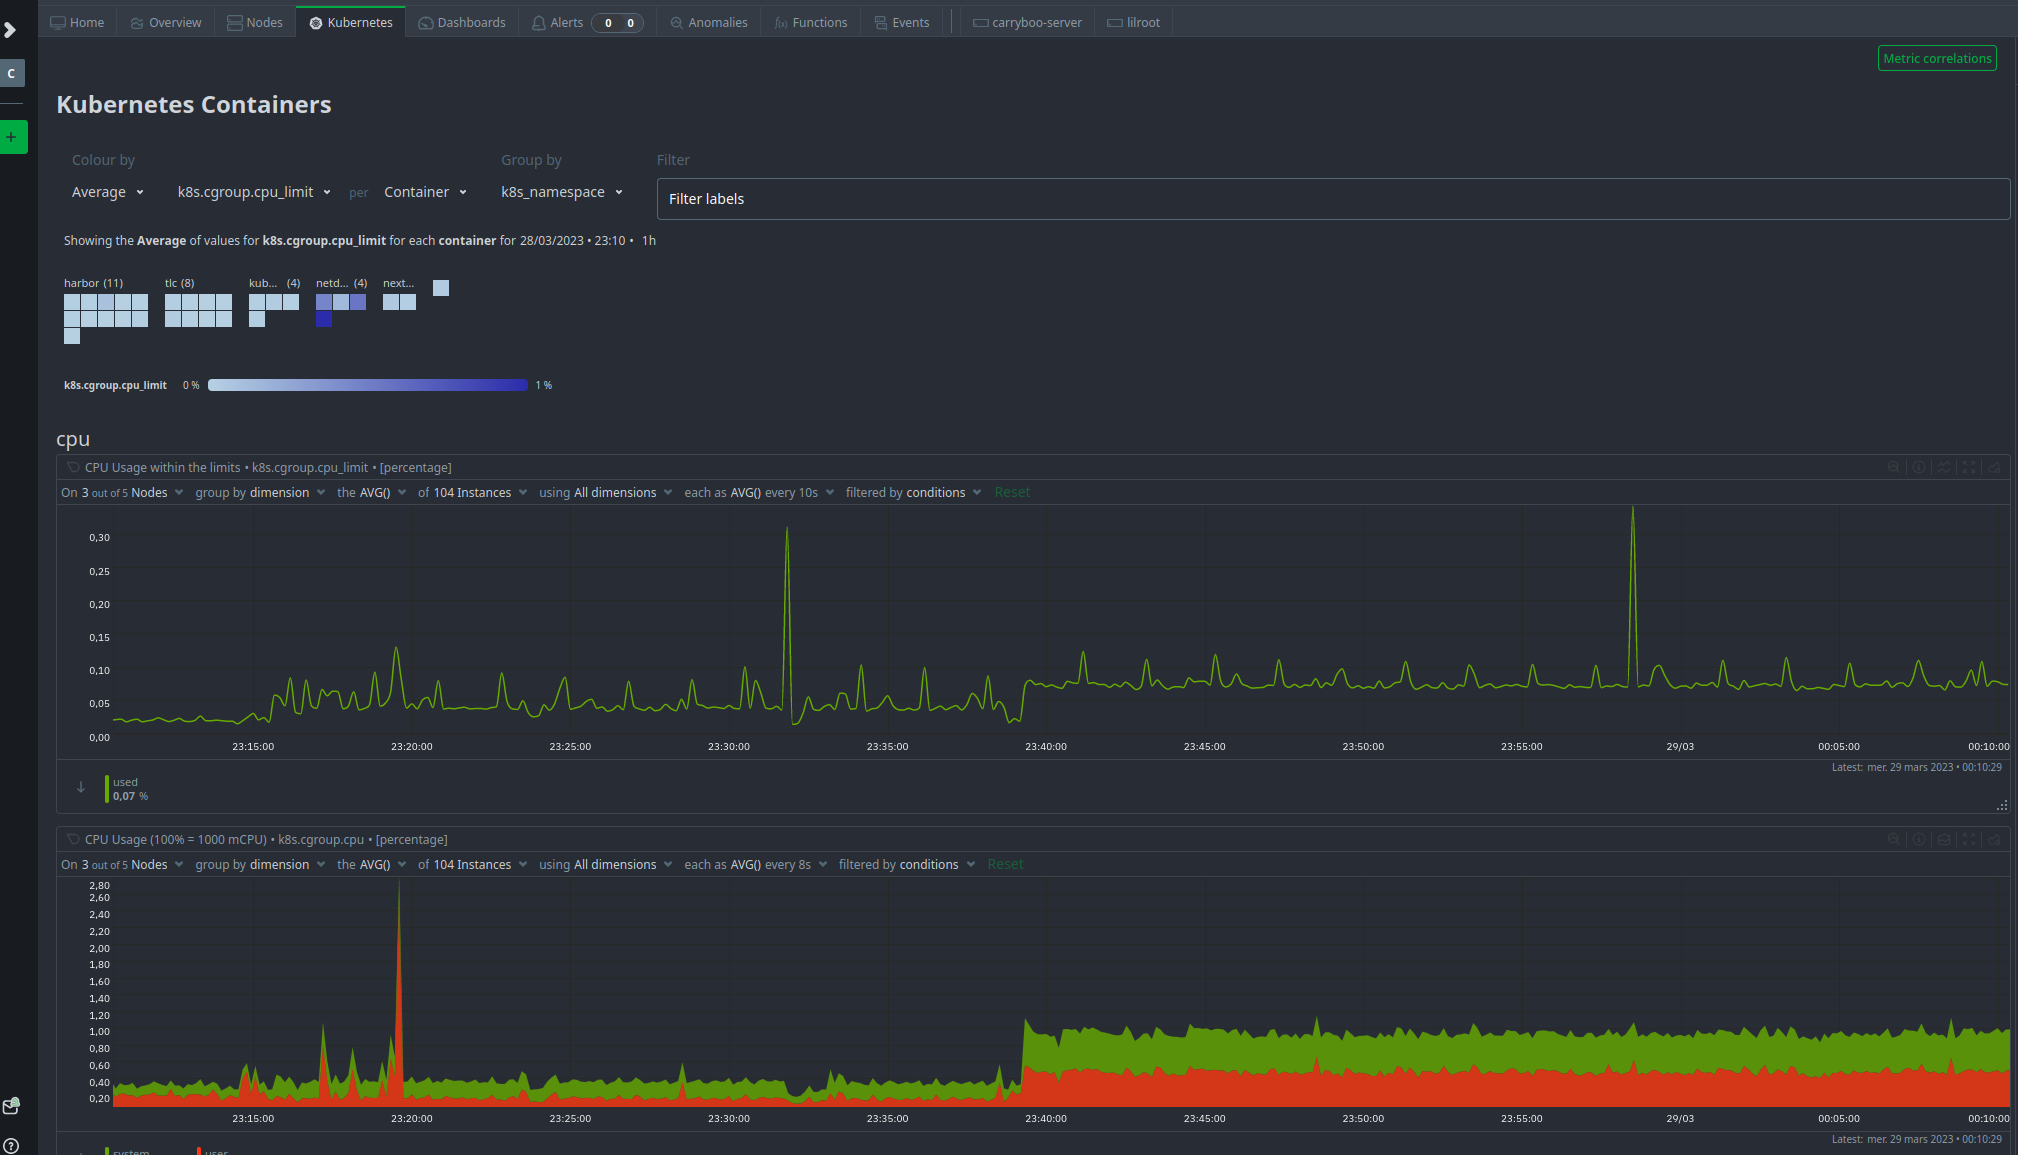 Home Overview Nodes Kubernetes Dashboards Alerts 0 0 Anomalies f(x) Functions Events carryboo-server lilroot
C
Metric correlations
Kubernetes Containers
+
Colour by Group by Filter
Average k8s.cgroup.cpu_limit per Container k8s_namespace Filter labels
Showing the Average of values for k8s.cgroup.cpu_limit for each container for 28/03/2023 • 23:10 • 1h
harbor (11) tlc (8) kub... (4) netd... (4) next...
k8s.cgroup.cpu_limit 0 % 1 %
cpu
CPU Usage within the limits • k8s.cgroup.cpu_limit • [percentage]
On 3 out of 5 Nodes group by dimension the AVG() of 104 Instances using All dimensions each as AVG() every 10s filtered by conditions Reset
0,30
0,25
0,20
0,15
0,10
0,05
0,00
23:15:00 23:20:00 23:25:00 23:30:00 23:35:00 23:40:00 23:45:00 23:50:00 23:55:00 29/03 00:05:00 00:10:00
Latest: mer. 29 mars 2023 • 00:10:29
used
0,07 %
CPU Usage (100% = 1000 mCPU) • k8s.cgroup.cpu • [percentage]
On 3 out of 5 Nodes group by dimension the AVG() of 104 Instances using All dimensions each as AVG() every 8s filtered by conditions Reset
2,80
2,60
2,40
2,20
2,00
1,80
1,60
1,40
1,20
1,00
0,80
0,60
0,40
0,20
23:15:00 23:20:00 23:25:00 23:30:00 23:35:00 23:40:00 23:45:00 23:50:00 23:55:00 29/03 00:05:00 00:10:00
Latest: mer. 29 mars 2023 • 00:10:29
system user